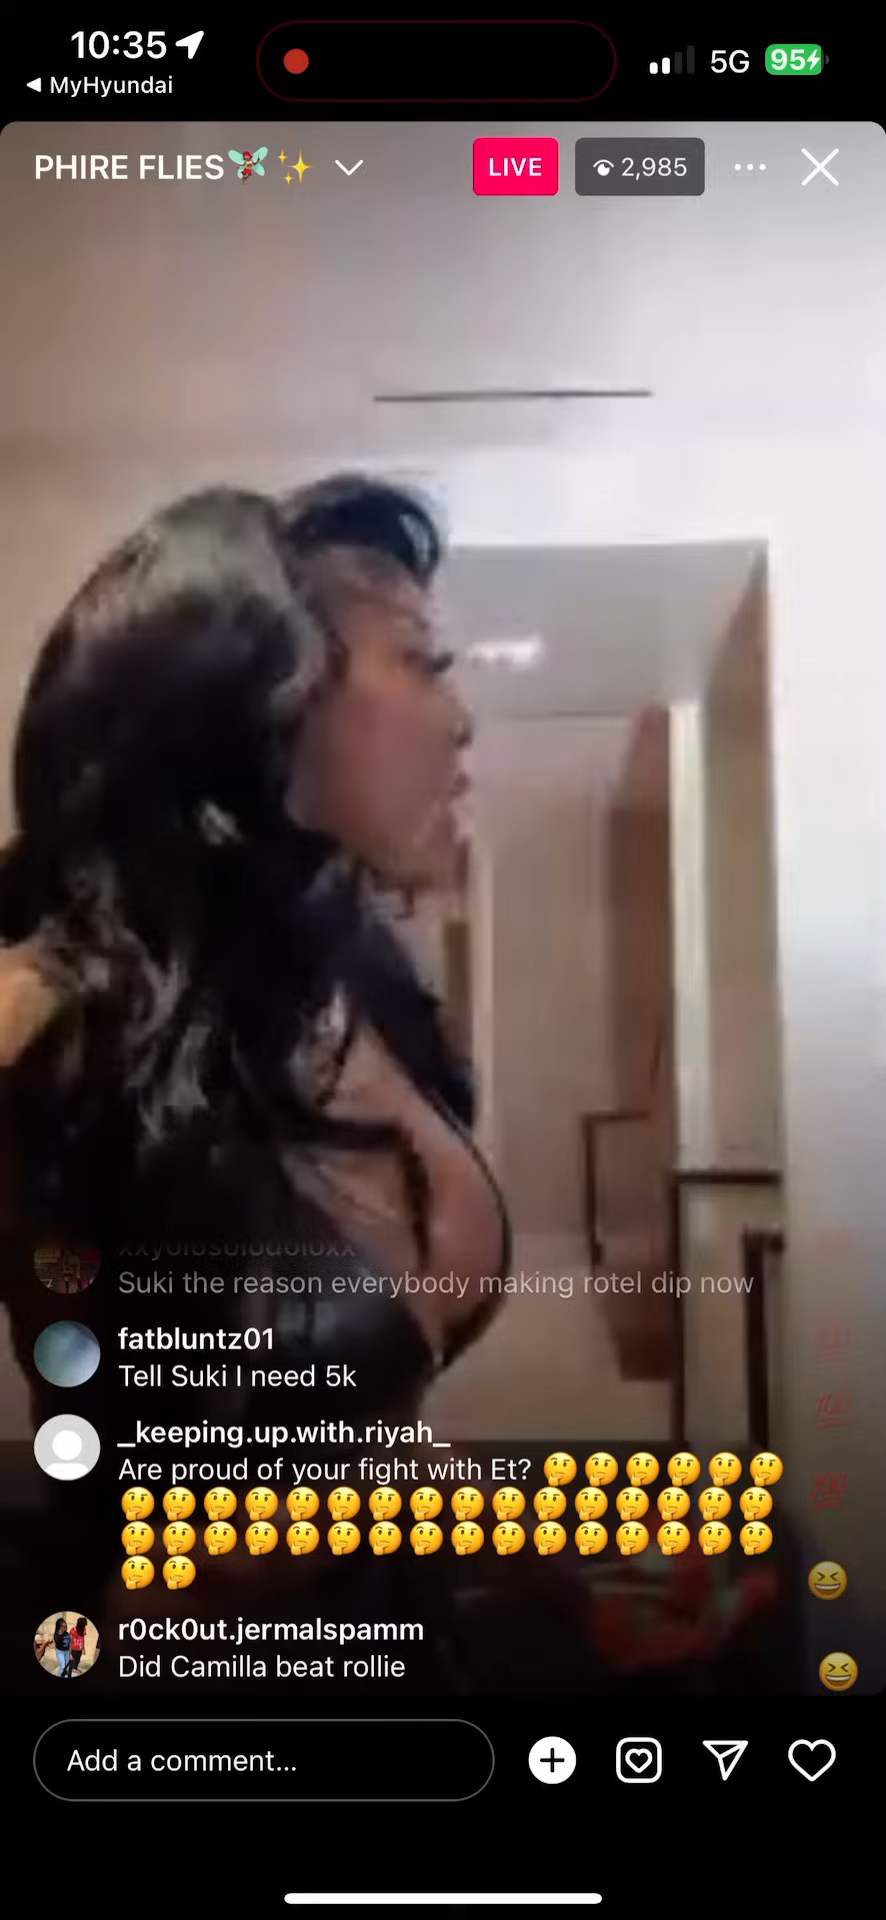 10:35
5G
95
◀ MyHyundai
PHIRE FLIES🧚✨
LIVE
2,985
xxyolosolodoloxx
Suki the reason everybody making rotel dip now
fatbluntz01
Tell Suki I need 5k
_keeping.up.with.riyah_
Are proud of your fight with Et? 🤔🤔🤔🤔🤔🤔
🤔🤔🤔🤔🤔🤔🤔🤔🤔🤔🤔🤔🤔🤔🤔🤔
🤔🤔🤔🤔🤔🤔🤔🤔🤔🤔🤔🤔🤔🤔🤔🤔
🤔🤔
r0ck0ut.jermalspamm
Did Camilla beat rollie
Add a comment...